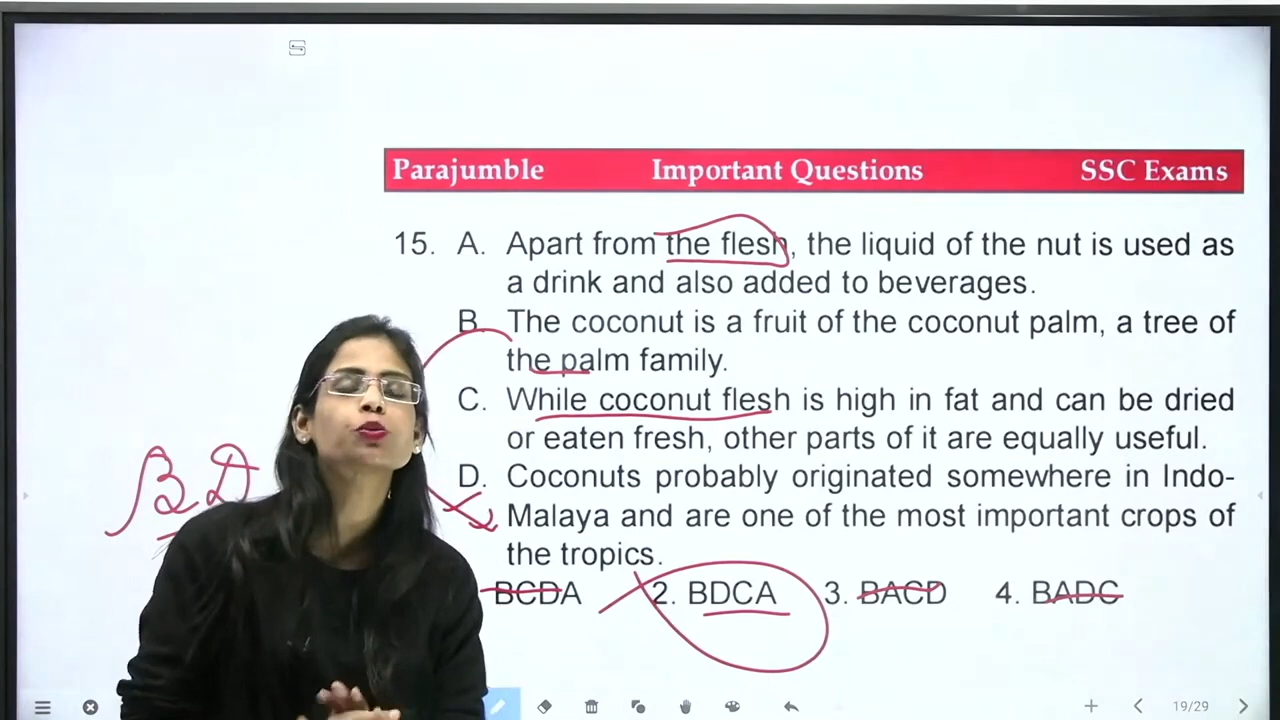 Parajumble Important Questions SSC Exams
15. A. Apart from the flesh, the liquid of the nut is used as
a drink and also added to beverages.
B. The coconut is a fruit of the coconut palm, a tree of
the palm family.
C. While coconut flesh is high in fat and can be dried
or eaten fresh, other parts of it are equally useful.
BD
D. Coconuts probably originated somewhere in Indo-
Malaya and are one of the most important crops of
the tropics.
BCDA 2. BDCA 3. BACD 4. BADC
19/29